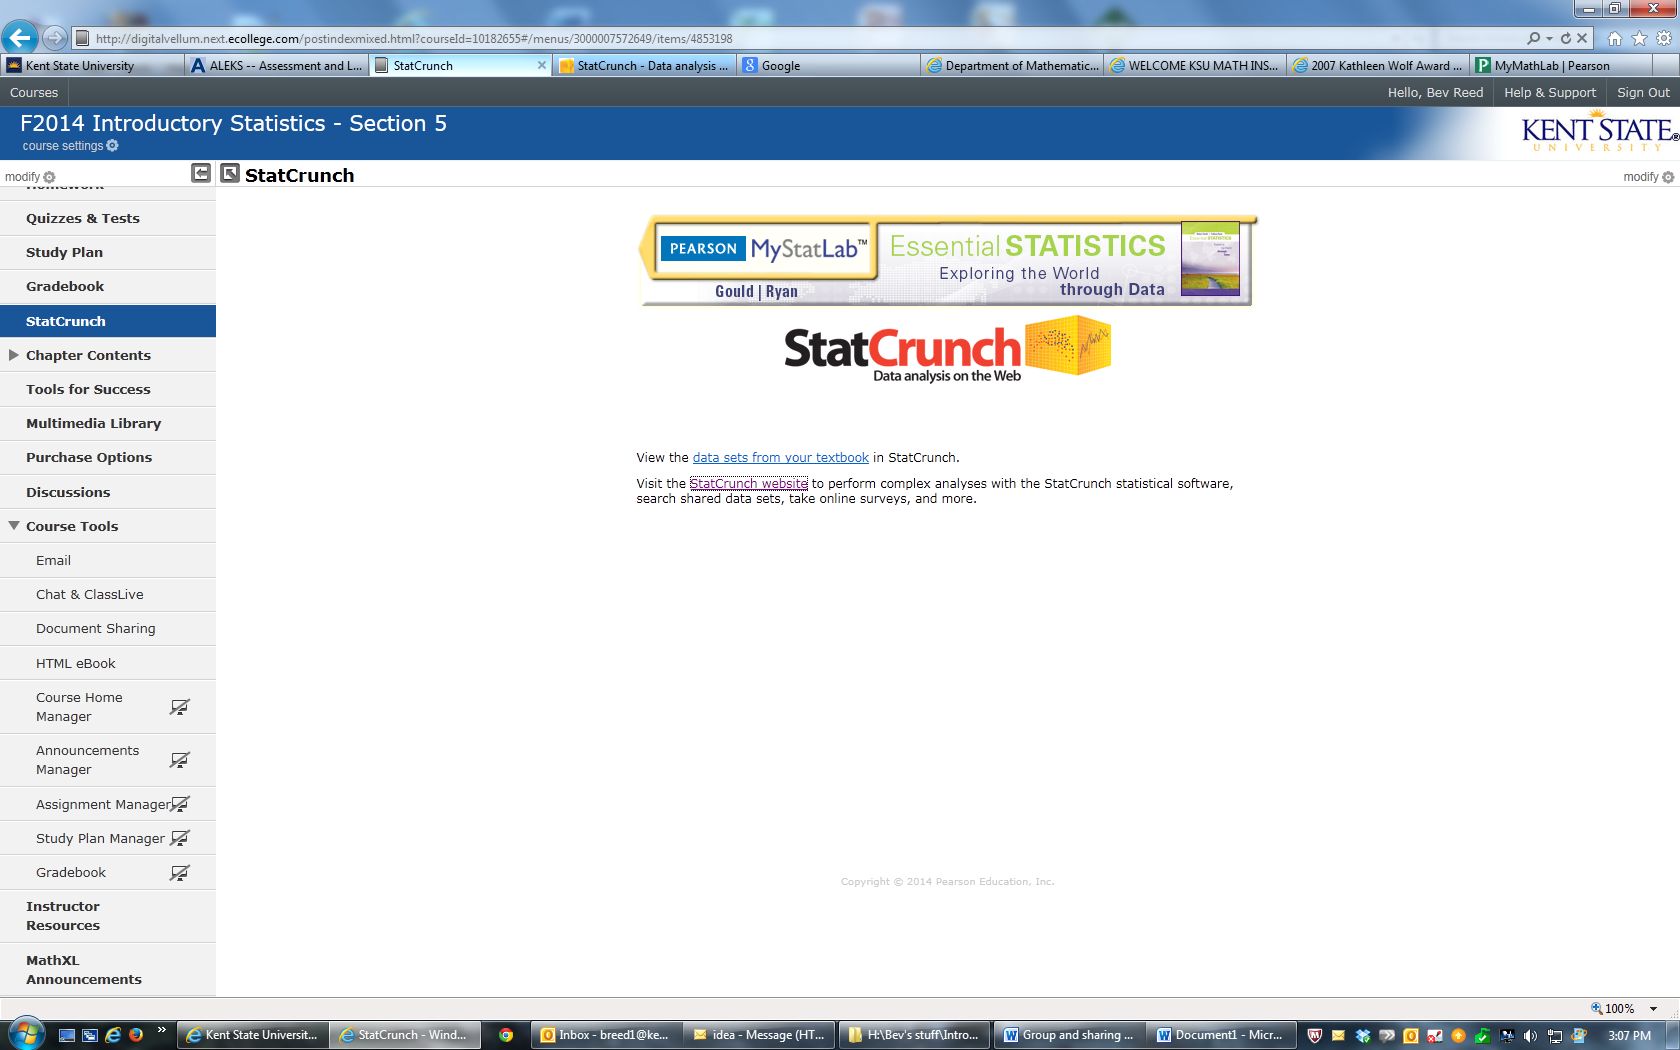 http://digitalvellum.next.ecollege.com/postindexmixed.html?courseId=10182655#/menus/3000007572649/items/4853198
Kent State University
ALEKS -- Assessment and L...
StatCrunch
StatCrunch - Data analysis ...
Google
Department of Mathematic...
WELCOME KSU MATH INS...
2007 Kathleen Wolf Award ...
MyMathLab | Pearson
Courses
Hello, Bev Reed
Help & Support
Sign Out
F2014 Introductory Statistics - Section 5
course settings
KENT STATE®
UNIVERSITY
modify
StatCrunch
modify
Homework
Quizzes & Tests
Study Plan
Gradebook
StatCrunch
Chapter Contents
Tools for Success
Multimedia Library
Purchase Options
Discussions
Course Tools
Email
Chat & ClassLive
Document Sharing
HTML eBook
Course Home
Manager
Announcements
Manager
Assignment Manager
Study Plan Manager
Gradebook
Instructor
Resources
MathXL
Announcements
PEARSON MyStatLab™
Gould | Ryan
Essential STATISTICS
Exploring the World
through Data
StatCrunch
Data analysis on the Web
View the data sets from your textbook in StatCrunch.
Visit the StatCrunch website to perform complex analyses with the StatCrunch statistical software,
search shared data sets, take online surveys, and more.
Copyright © 2014 Pearson Education, Inc.
100%
Kent State Universit...
StatCrunch - Wind...
Inbox - breed1@ke...
idea - Message (HT...
H:\Bev's stuff\Intro...
Group and sharing ...
Document1 - Micr...
3:07 PM